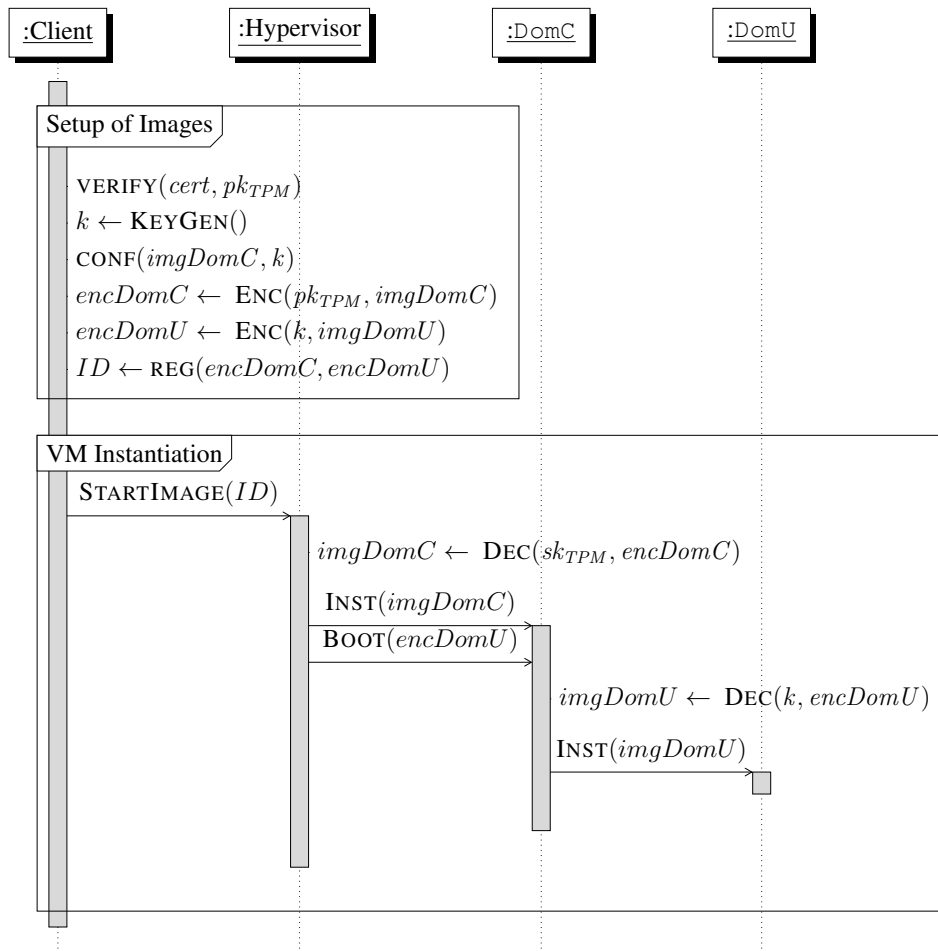 :Client :Hypervisor :DomC :DomU
Setup of Images
VERIFY(cert, pk_TPM)
k ← KEYGEN()
CONF(imgDomC, k)
encDomC ← ENC(pk_TPM, imgDomC)
encDomU ← ENC(k, imgDomU)
ID ← REG(encDomC, encDomU)
VM Instantiation
STARTIMAGE(ID)
imgDomC ← DEC(sk_TPM, encDomC)
INST(imgDomC)
BOOT(encDomU)
imgDomU ← DEC(k, encDomU)
INST(imgDomU)